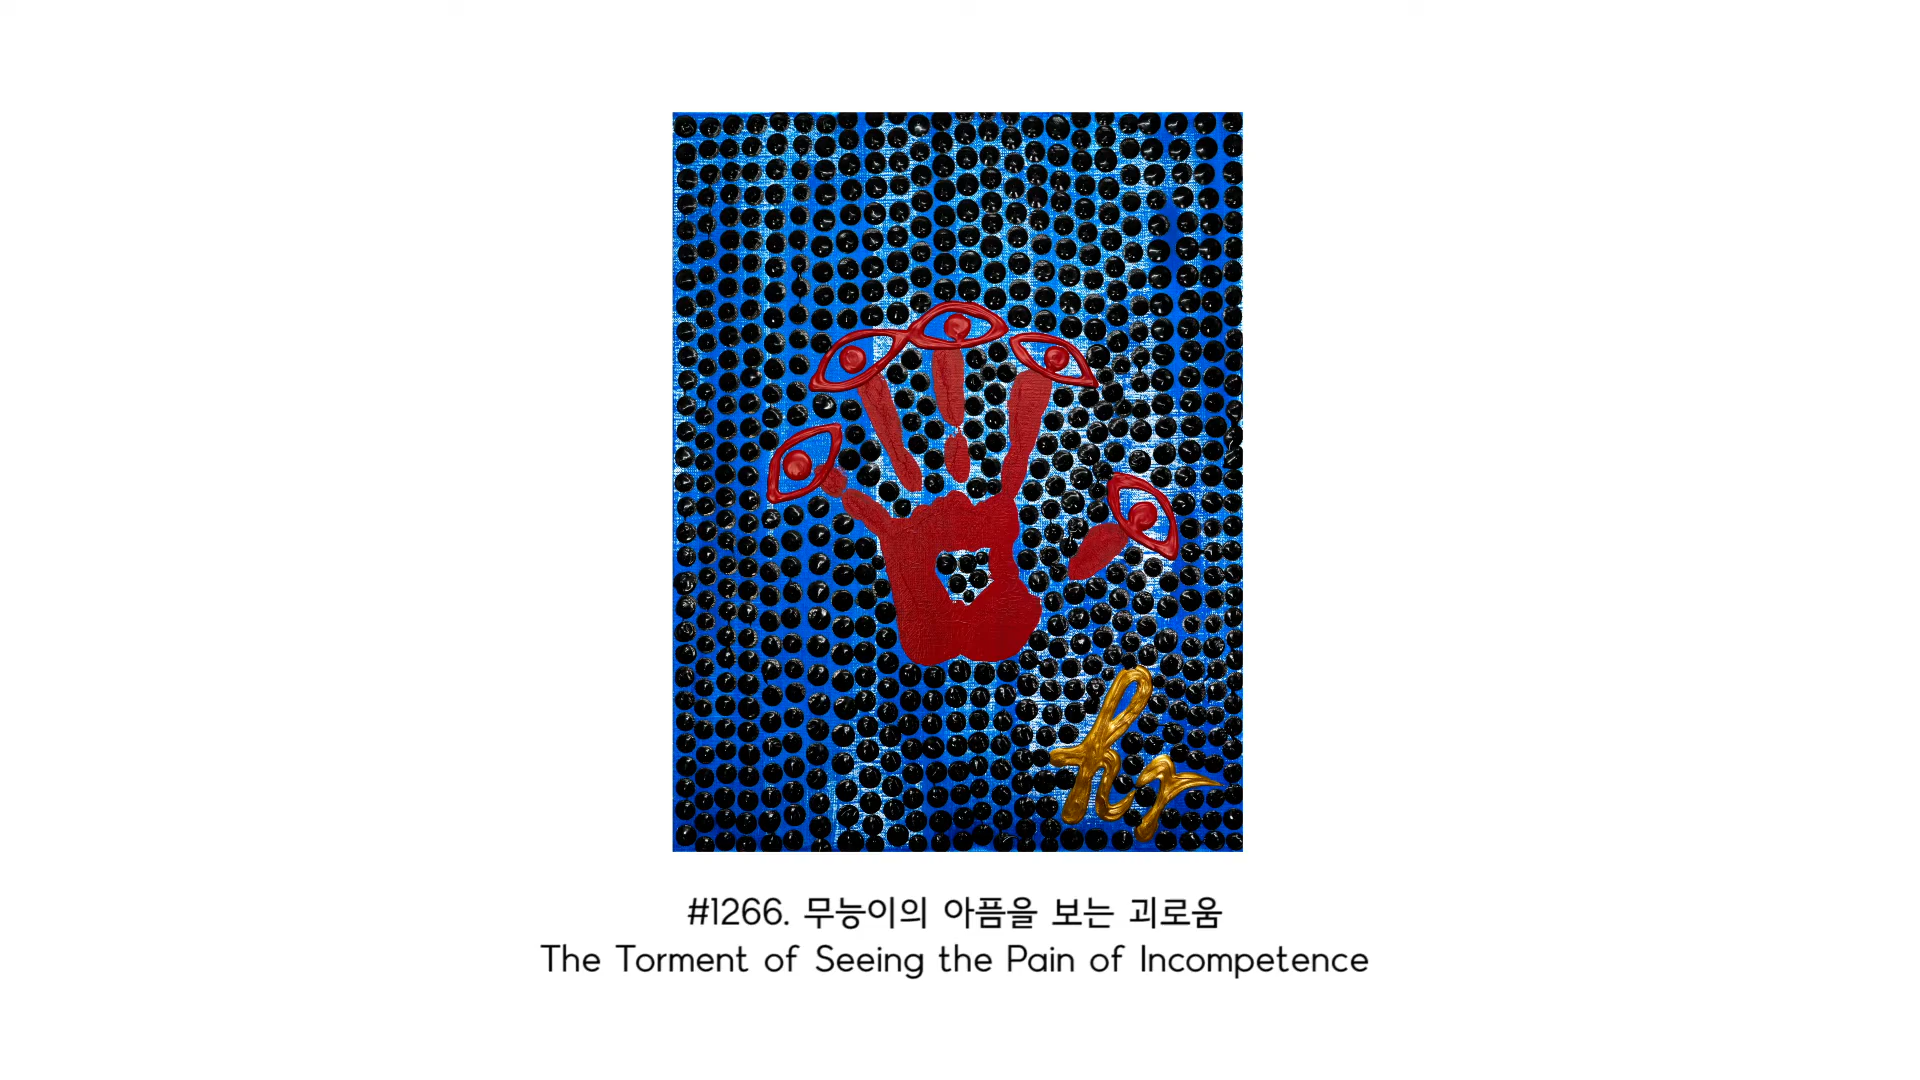 hr
#1266. 무능이의 아픔을 보는 괴로움
The Torment of Seeing the Pain of Incompetence